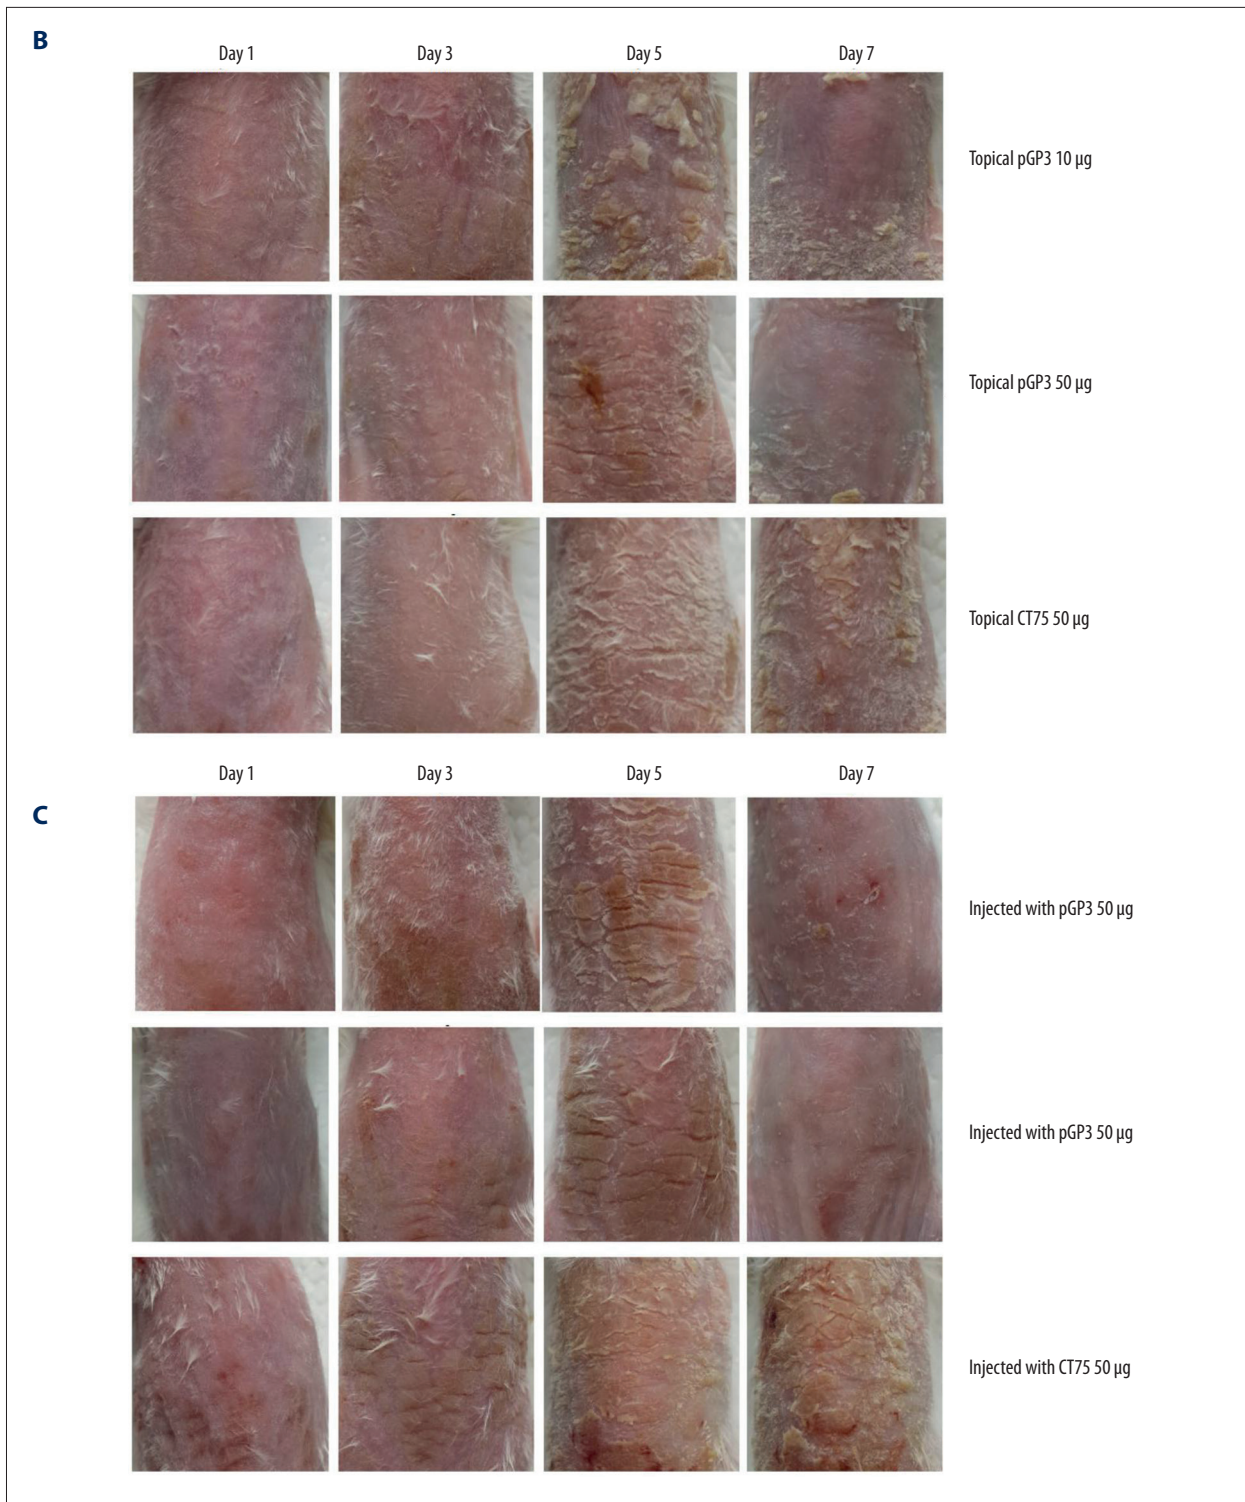 B
Day 1 Day 3 Day 5 Day 7
Topical pGP3 10 μg
Topical pGP3 50 μg
Topical CT75 50 μg
Day 1 Day 3 Day 5 Day 7
C
Injected with pGP3 50 μg
Injected with pGP3 50 μg
Injected with CT75 50 μg